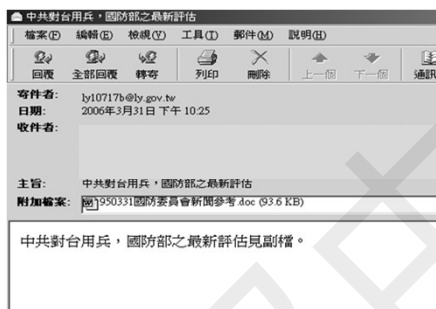 中共對台用兵，國防部之最新評估
檔案(F) 編輯(E) 檢視(V) 工具(T) 郵件(M) 說明(H)
回覆 全部回覆 轉寄 列印 刪除 上一個 下一個 通訊
寄件者: ly10717b@ly.gov.tw
日期: 2006年3月31日 下午 10:25
收件者:
主旨: 中共對台用兵，國防部之最新評估
附加檔案: 950331國防委員會新聞參考.doc (93.6 KB)
中共對台用兵，國防部之最新評估見副檔。